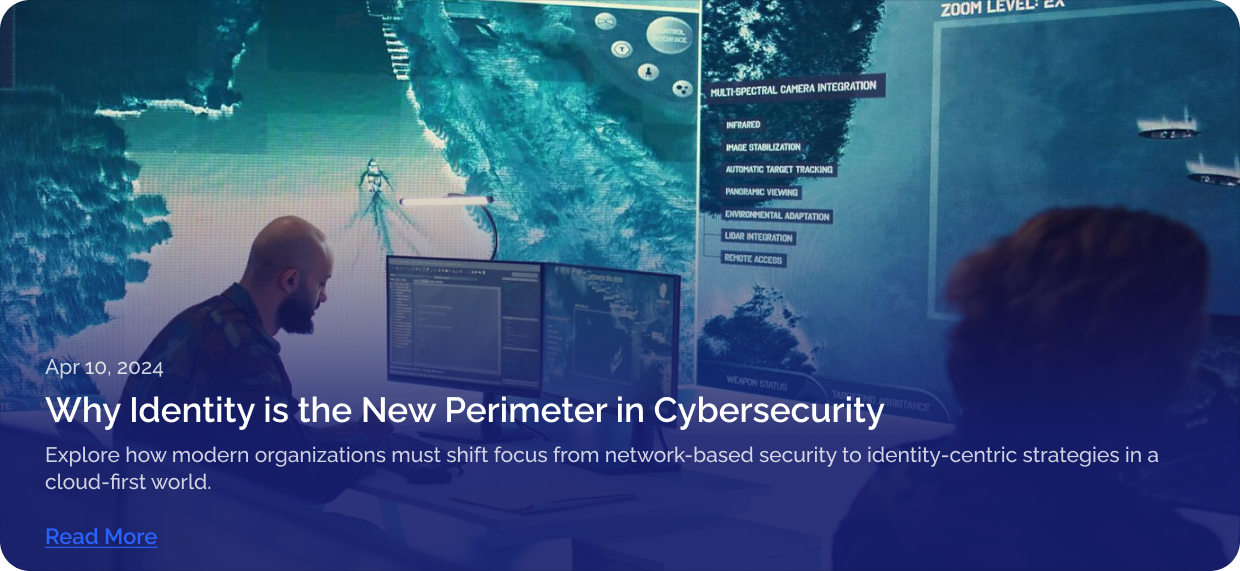 ZOOM LEVEL: 2X
CONTROL
INTERFACE
MULTI-SPECTRAL CAMERA INTEGRATION
INFRARED
IMAGE STABILIZATION
AUTOMATIC TARGET TRACKING
PANORAMIC VIEWING
ENVIRONMENTAL ADAPTATION
LIDAR INTEGRATION
REMOTE ACCESS
WEAPON STATUS
TARGETING ASSISTANCE
Apr 10, 2024
Why Identity is the New Perimeter in Cybersecurity
Explore how modern organizations must shift focus from network-based security to identity-centric strategies in a
cloud-first world.
Read More